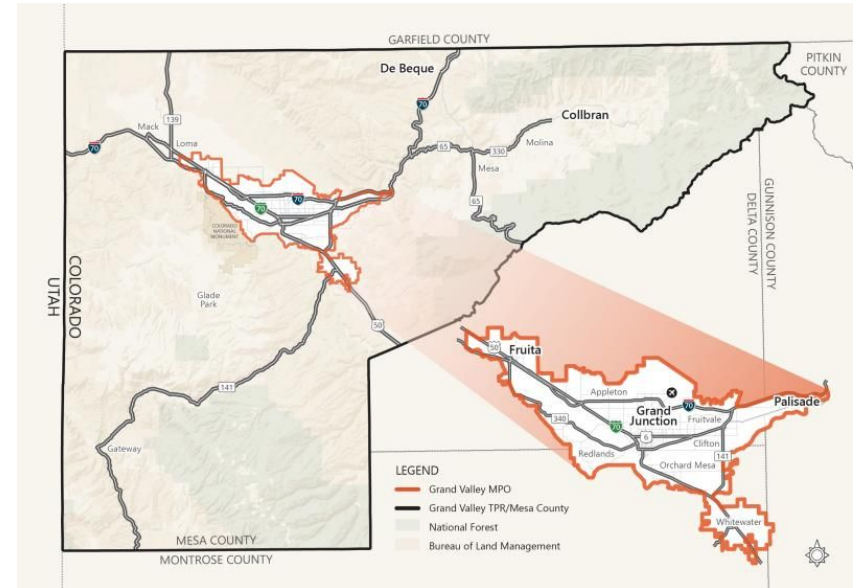 GARFIELD COUNTY
PITKIN
COUNTY
De Beque
70
139
Mack
Loma
70
Collbran
65
330
Molina
Mesa
65
70
70
COLORADO
NATIONAL
MONUMENT
GUNNISON COUNTY
DELTA COUNTY
COLORADO
UTAH
Glade
Park
50
141
Gateway
50
Fruita
Appleton
70
Palisade
Grand
Junction
Fruitvale
340
70
6
Clifton
141
Redlands
Orchard Mesa
Whitewater
LEGEND
Grand Valley MPO
Grand Valley TPR/Mesa County
National Forest
Bureau of Land Management
MESA COUNTY
MONTROSE COUNTY